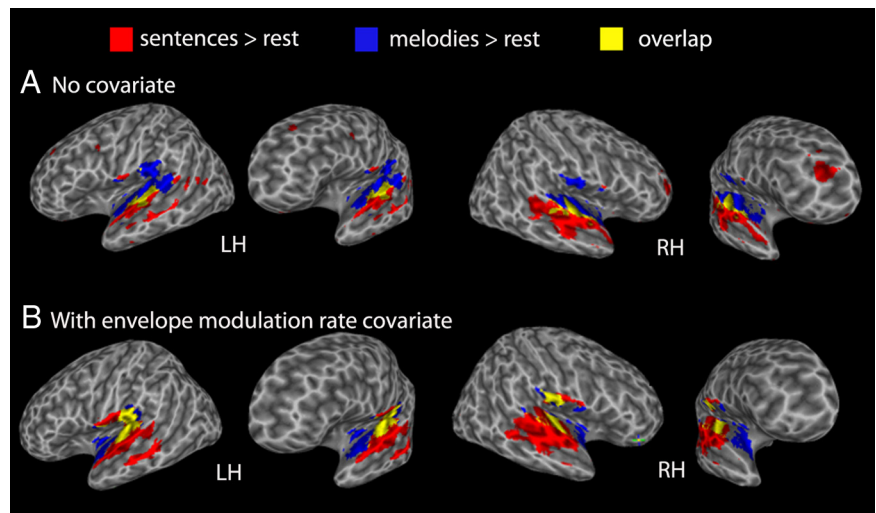 sentences > rest melodies > rest overlap
A No covariate
LH RH
B With envelope modulation rate covariate
LH RH